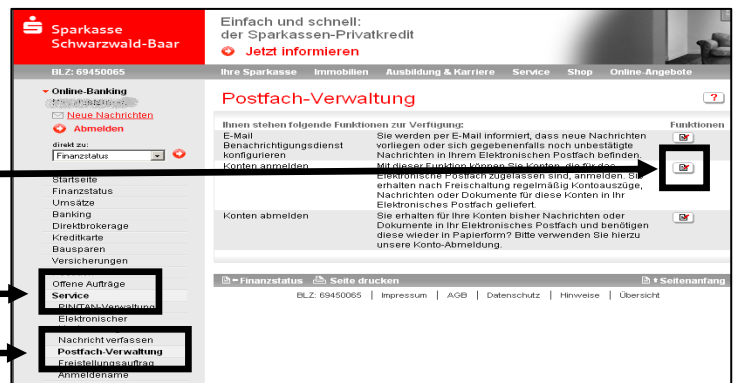 Sparkasse
Schwarzwald-Baar
Einfach und schnell:
der Sparkassen-Privatkredit
Jetzt informieren
BLZ: 69450065
Ihre Sparkasse Immobilien Ausbildung & Karriere Service Shop Online-Angebote
Online-Banking
Neue Nachrichten
Abmelden
direkt zu:
Finanzstatus
Startseite
Finanzstatus
Umsätze
Banking
Direktbrokerage
Kreditkarte
Bausparen
Versicherungen
Offene Aufträge
Service
PIN/TAN-Verwaltung
Elektronischer
Nachricht verfassen
Postfach-Verwaltung
Freistellungsauftrag
Anmeldename
Postfach-Verwaltung
?
Ihnen stehen folgende Funktionen zur Verfügung: Funktionen
E-Mail
Benachrichtigungsdienst
konfigurieren
Sie werden per E-Mail informiert, dass neue Nachrichten
vorliegen oder sich gegebenenfalls noch unbestätigte
Nachrichten in Ihrem Elektronischen Postfach befinden.
Konten anmelden
Mit dieser Funktion können Sie Konten, die für das
Elektronische Postfach zugelassen sind, anmelden. Sie
erhalten nach Freischaltung regelmäßig Kontoauszüge,
Nachrichten oder Dokumente für diese Konten in Ihr
Elektronisches Postfach geliefert.
Konten abmelden
Sie erhalten für Ihre Konten bisher Nachrichten oder
Dokumente in Ihr Elektronisches Postfach und benötigen
diese wieder in Papierform? Bitte verwenden Sie hierzu
unsere Konto-Abmeldung.
Finanzstatus Seite drucken Seitenanfang
BLZ: 69450065 | Impressum | AGB | Datenschutz | Hinweise | Übersicht